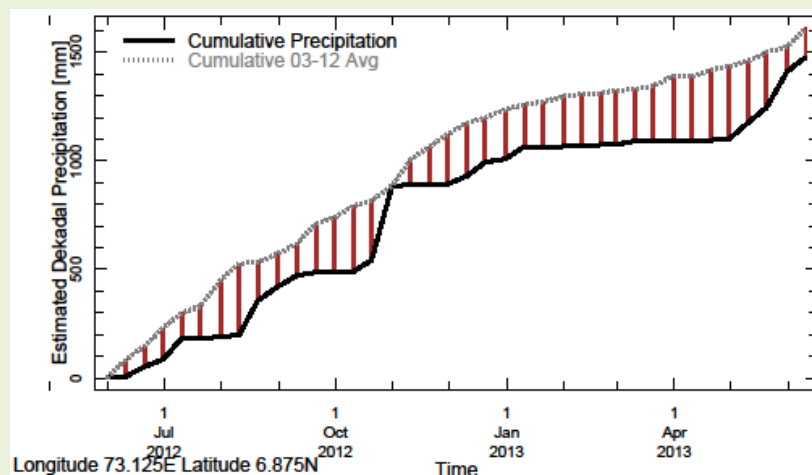 Cumulative Precipitation
Cumulative 03-12 Avg
Estimated Dekadal Precipitation [mm]
1500
1000
500
0
1 1 1 1
Jul Oct Jan Apr
2012 2012 2013 2013
Longitude 73.125E Latitude 6.875N Time